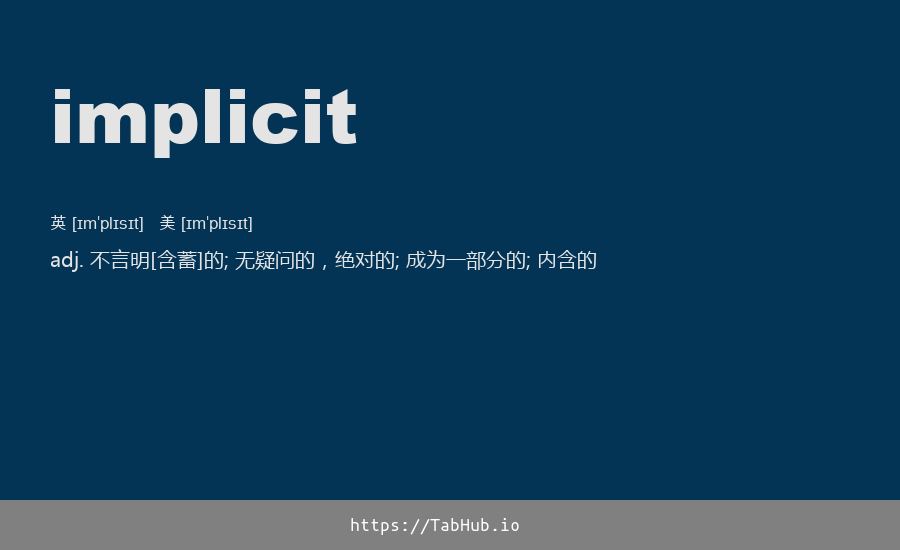 implicit
英 [ɪmˈplɪsɪt] 美 [ɪmˈplɪsɪt]
adj. 不言明[含蓄]的; 无疑问的，绝对的; 成为一部分的; 内含的
https://TabHub.io